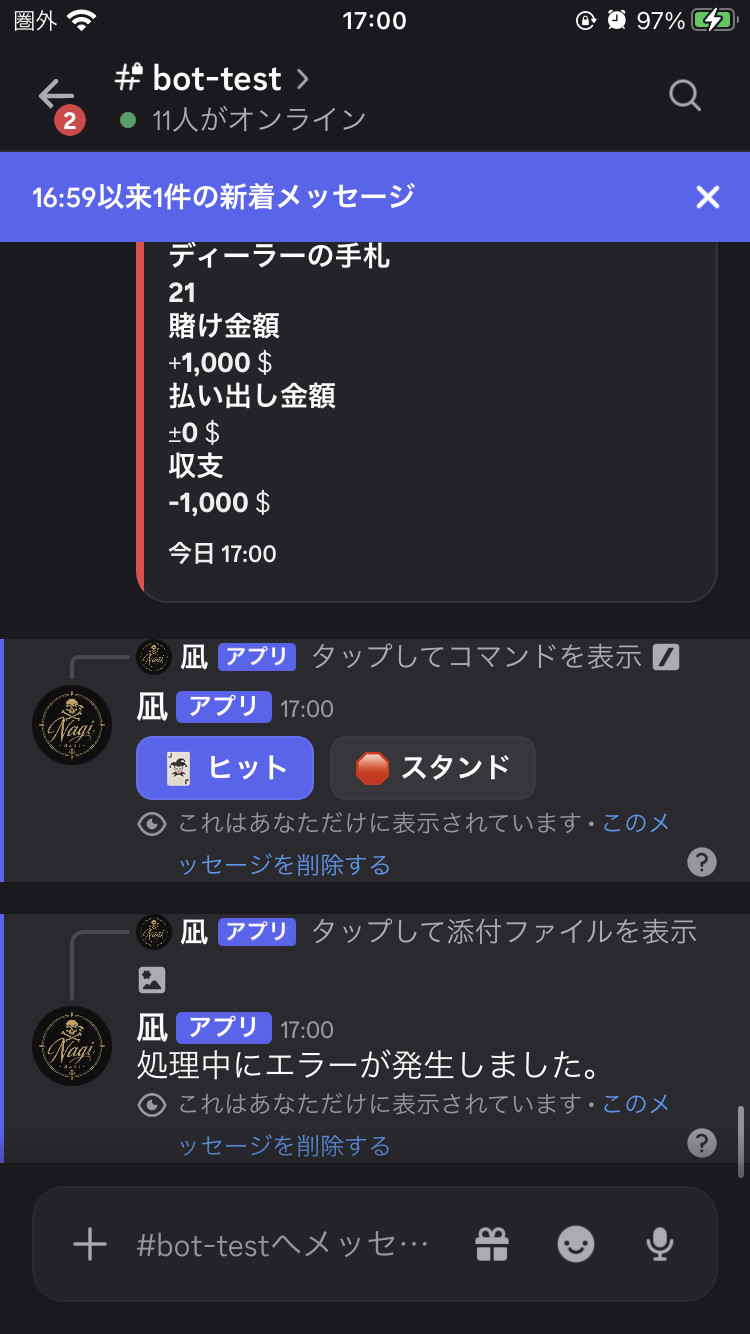 圏外 17:00 97%
# bot-test
2
11人がオンライン
16:59以来1件の新着メッセージ
ディーラーの手札
21
賭け金額
+1,000 $
払い出し金額
±0 $
収支
-1,000 $
今日 17:00
凪 アプリ タップしてコマンドを表示
Nagi
凪 アプリ 17:00
ヒット スタンド
これはあなただけに表示されています・このメ
ッセージを削除する
?
凪 アプリ タップして添付ファイルを表示
Nagi
凪 アプリ 17:00
処理中にエラーが発生しました。
これはあなただけに表示されています・このメ
ッセージを削除する
?
#bot-testへメッセ…